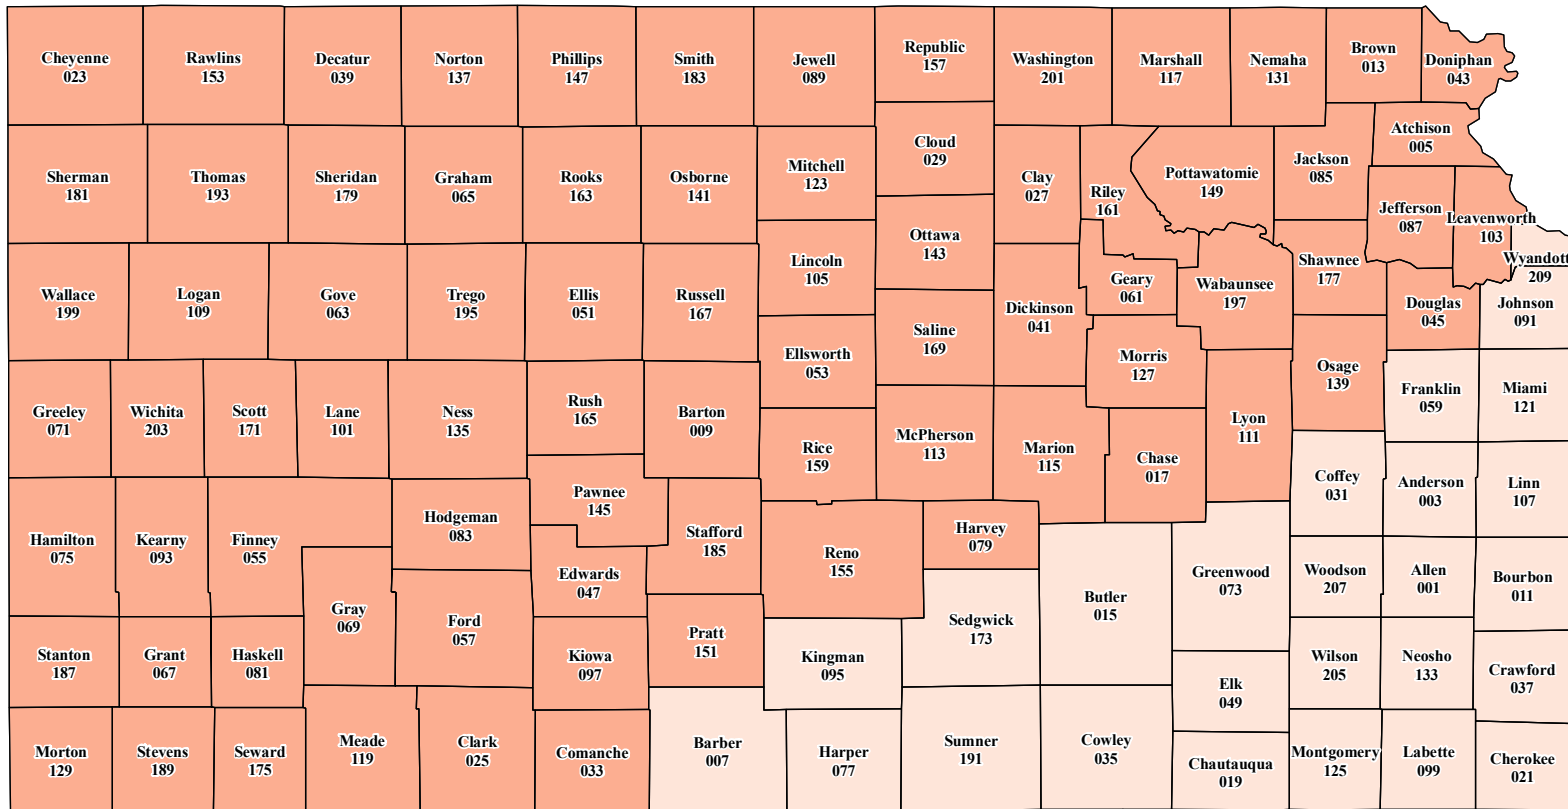 Cheyenne
023
Rawlins
153
Decatur
039
Norton
137
Phillips
147
Smith
183
Jewell
089
Republic
157
Washington
201
Marshall
117
Nemaha
131
Brown
013
Doniphan
043
Sherman
181
Thomas
193
Sheridan
179
Graham
065
Rooks
163
Osborne
141
Mitchell
123
Cloud
029
Clay
027
Riley
161
Pottawatomie
149
Jackson
085
Atchison
005
Jefferson
087
Leavenworth
103
Wyandott
209
Wallace
199
Logan
109
Gove
063
Trego
195
Ellis
051
Russell
167
Lincoln
105
Ottawa
143
Dickinson
041
Geary
061
Wabaunsee
197
Shawnee
177
Douglas
045
Johnson
091
Ellsworth
053
Saline
169
Morris
127
Osage
139
Franklin
059
Miami
121
Greeley
071
Wichita
203
Scott
171
Lane
101
Ness
135
Rush
165
Barton
009
Rice
159
McPherson
113
Marion
115
Chase
017
Lyon
111
Coffey
031
Anderson
003
Linn
107
Hamilton
075
Kearny
093
Finney
055
Hodgeman
083
Pawnee
145
Stafford
185
Reno
155
Harvey
079
Edwards
047
Gray
069
Ford
057
Butler
015
Greenwood
073
Woodson
207
Allen
001
Bourbon
011
Stanton
187
Grant
067
Haskell
081
Kiowa
097
Pratt
151
Kingman
095
Sedgwick
173
Elk
049
Wilson
205
Neosho
133
Crawford
037
Morton
129
Stevens
189
Seward
175
Meade
119
Clark
025
Comanche
033
Barber
007
Harper
077
Sumner
191
Cowley
035
Chautauqua
019
Montgomery
125
Labette
099
Cherokee
021